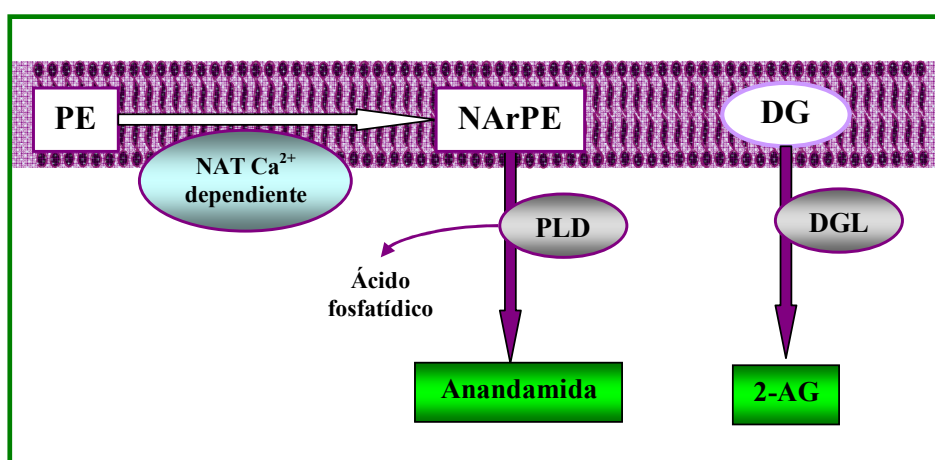 PE
NArPE
DG
NAT Ca²⁺
dependiente
PLD
DGL
Ácido
fosfatídico
Anandamida
2-AG